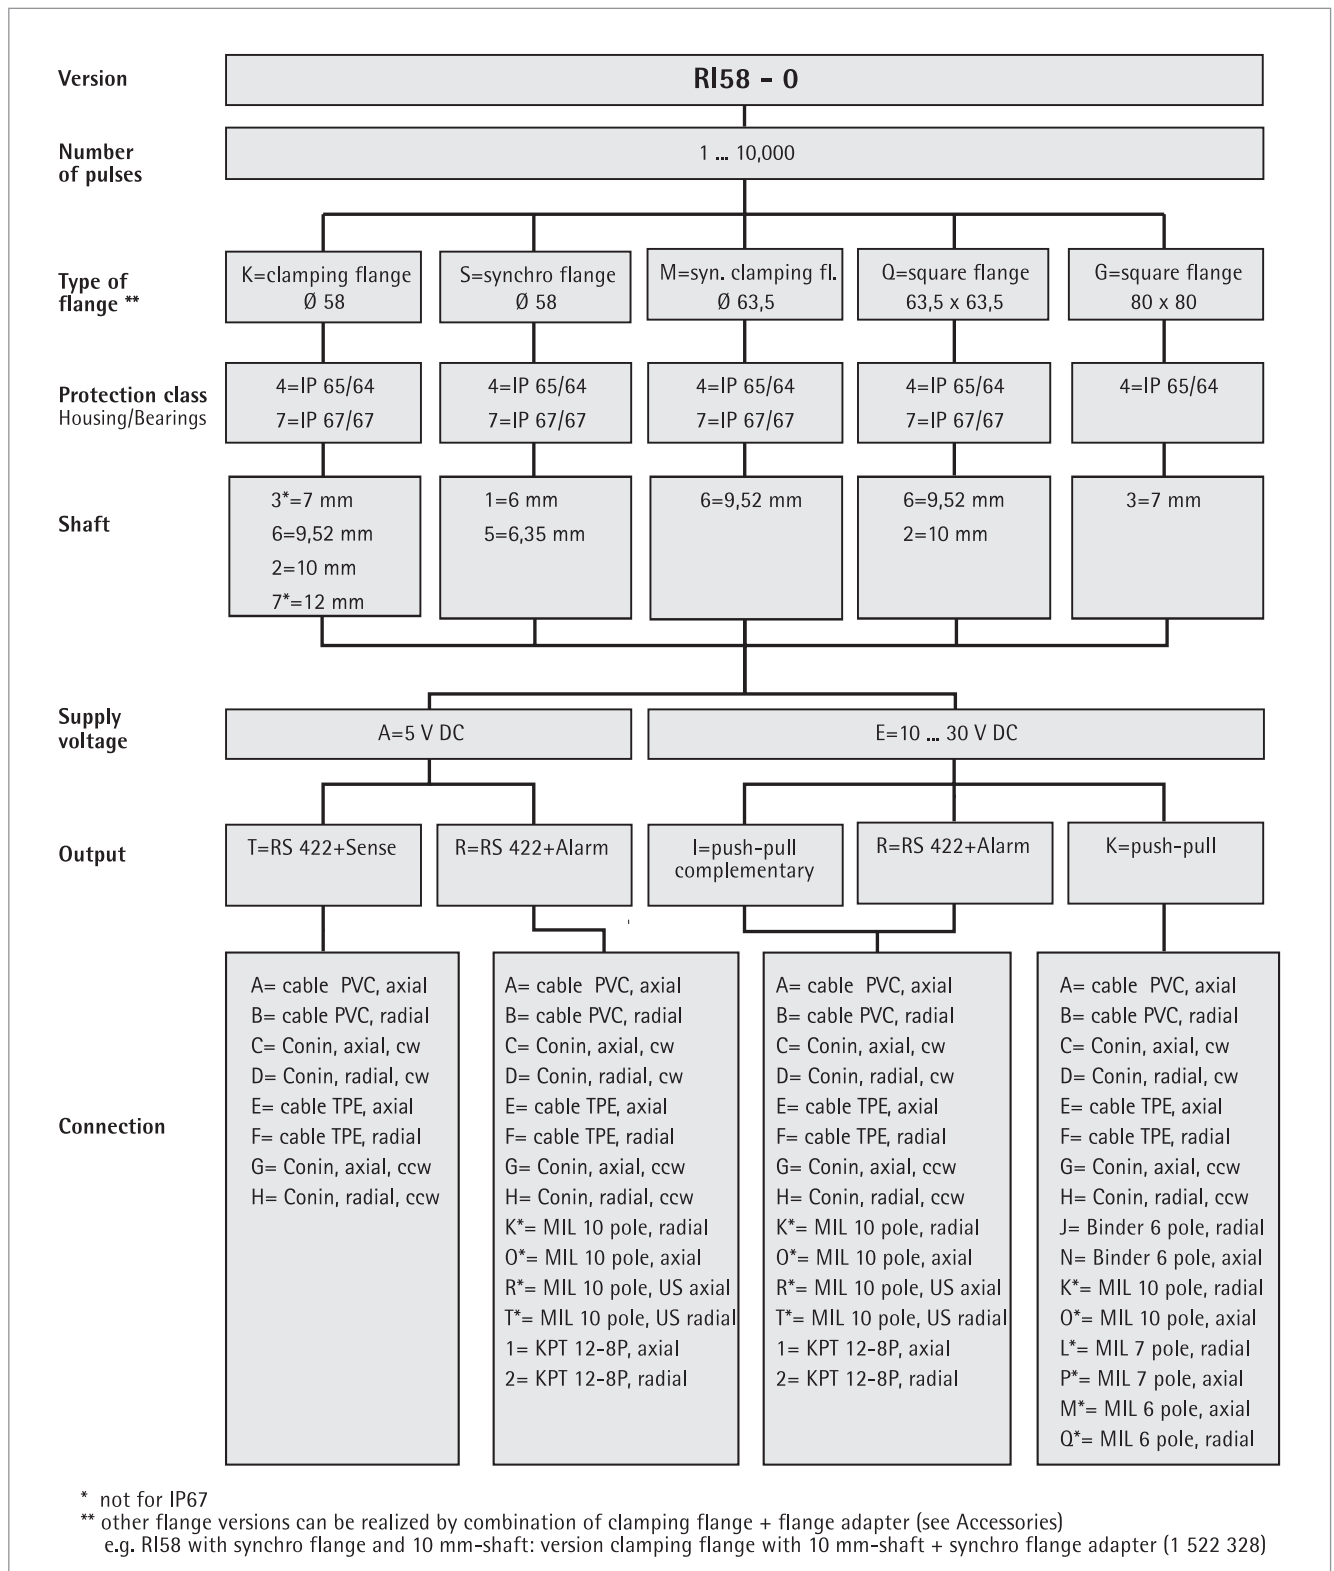 Version
RI58 - O
Number
of pulses
1 ... 10,000
Type of
flange **
K=clamping flange
Ø 58
S=synchro flange
Ø 58
M=syn. clamping fl.
Ø 63,5
Q=square flange
63,5 x 63,5
G=square flange
80 x 80
Protection class
Housing/Bearings
4=IP 65/64
7=IP 67/67
4=IP 65/64
7=IP 67/67
4=IP 65/64
7=IP 67/67
4=IP 65/64
7=IP 67/67
4=IP 65/64
Shaft
3*=7 mm
6=9,52 mm
2=10 mm
7*=12 mm
1=6 mm
5=6,35 mm
6=9,52 mm
6=9,52 mm
2=10 mm
3=7 mm
Supply
voltage
A=5 V DC
E=10 ... 30 V DC
Output
T=RS 422+Sense
R=RS 422+Alarm
I=push-pull
complementary
R=RS 422+Alarm
K=push-pull
Connection
A= cable PVC, axial
B= cable PVC, radial
C= Conin, axial, cw
D= Conin, radial, cw
E= cable TPE, axial
F= cable TPE, radial
G= Conin, axial, ccw
H= Conin, radial, ccw
A= cable PVC, axial
B= cable PVC, radial
C= Conin, axial, cw
D= Conin, radial, cw
E= cable TPE, axial
F= cable TPE, radial
G= Conin, axial, ccw
H= Conin, radial, ccw
K*= MIL 10 pole, radial
O*= MIL 10 pole, axial
R*= MIL 10 pole, US axial
T*= MIL 10 pole, US radial
1= KPT 12-8P, axial
2= KPT 12-8P, radial
A= cable PVC, axial
B= cable PVC, radial
C= Conin, axial, cw
D= Conin, radial, cw
E= cable TPE, axial
F= cable TPE, radial
G= Conin, axial, ccw
H= Conin, radial, ccw
K*= MIL 10 pole, radial
O*= MIL 10 pole, axial
R*= MIL 10 pole, US axial
T*= MIL 10 pole, US radial
1= KPT 12-8P, axial
2= KPT 12-8P, radial
A= cable PVC, axial
B= cable PVC, radial
C= Conin, axial, cw
D= Conin, radial, cw
E= cable TPE, axial
F= cable TPE, radial
G= Conin, axial, ccw
H= Conin, radial, ccw
J= Binder 6 pole, radial
N= Binder 6 pole, axial
K*= MIL 10 pole, radial
O*= MIL 10 pole, axial
L*= MIL 7 pole, radial
P*= MIL 7 pole, axial
M*= MIL 6 pole, axial
Q*= MIL 6 pole, radial
* not for IP67
** other flange versions can be realized by combination of clamping flange + flange adapter (see Accessories)
e.g. RI58 with synchro flange and 10 mm-shaft: version clamping flange with 10 mm-shaft + synchro flange adapter (1 522 328)